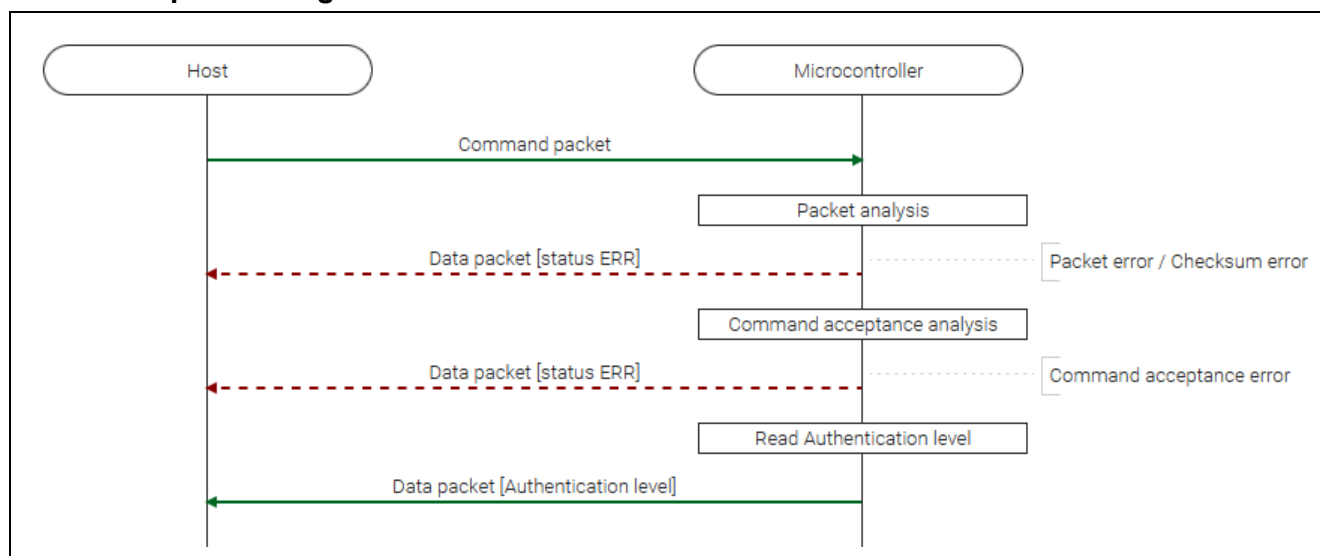 Host
Microcontroller
Command packet
Packet analysis
Data packet [status ERR]
Packet error / Checksum error
Command acceptance analysis
Data packet [status ERR]
Command acceptance error
Read Authentication level
Data packet [Authentication level]